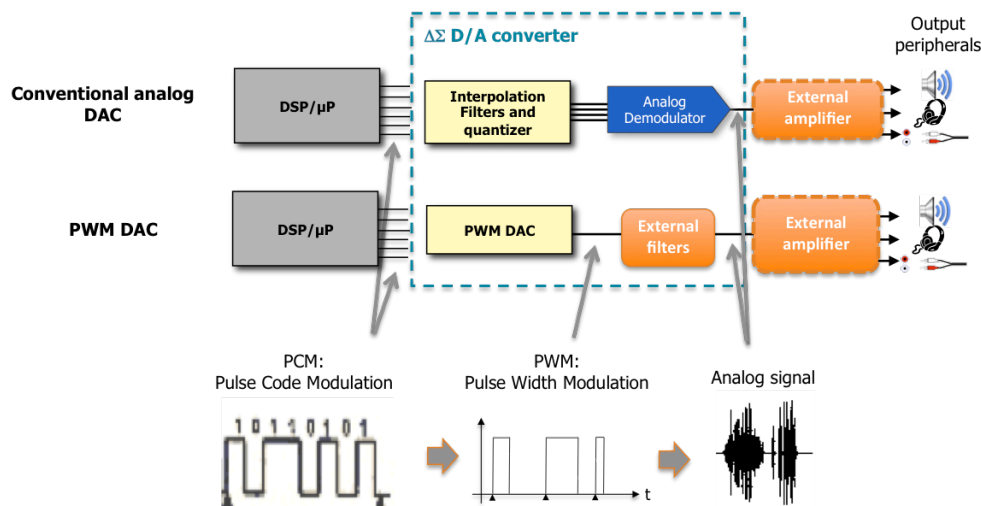 ΔΣ D/A converter
Output
peripherals
Conventional analog
DAC
DSP/µP
Interpolation
Filters and
quantizer
Analog
Demodulator
External
amplifier
PWM DAC
DSP/µP
PWM DAC
External
filters
External
amplifier
PCM:
Pulse Code Modulation
PWM:
Pulse Width Modulation
Analog signal
1 0 1 1 0 1 0 1
t